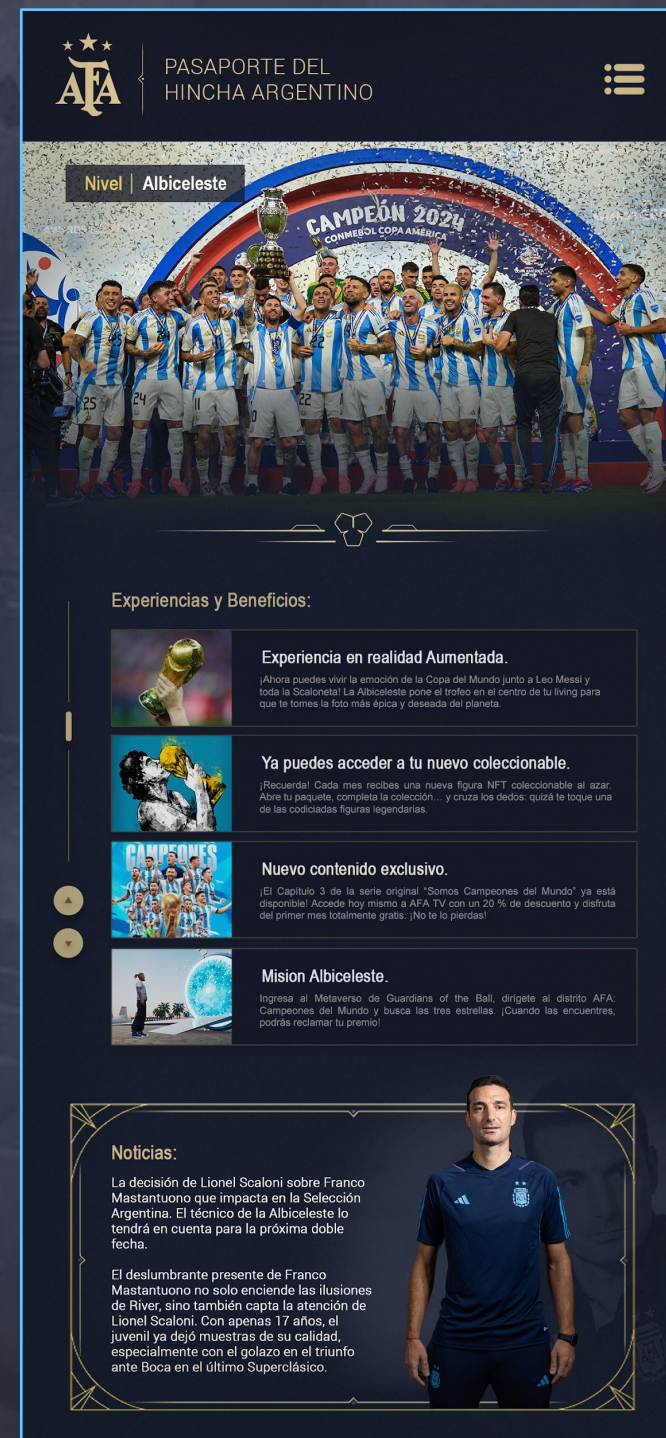 AFA
PASAPORTE DEL
HINCHA ARGENTINO
Nivel | Albiceleste
CAMPEÓN 2024
CONMEBOL COPA AMÉRICA
25
24
11
10
22
Experiencias y Beneficios:
Experiencia en realidad Aumentada.
¡Ahora puedes vivir la emoción de la Copa del Mundo junto a Leo Messi y
toda la Scaloneta! La Albiceleste pone el trofeo en el centro de tu living para
que te tomes la foto más épica y deseada del planeta.
Ya puedes acceder a tu nuevo coleccionable.
¡Recuerda! Cada mes recibes una nueva figura NFT coleccionable al azar.
Abre tu paquete, completa la colección… y cruza los dedos: quizá te toque una
de las codiciadas figuras legendarias.
CAMPEONES
Nuevo contenido exclusivo.
¡El Capítulo 3 de la serie original “Somos Campeones del Mundo” ya está
disponible! Accede hoy mismo a AFA TV con un 20 % de descuento y disfruta
del primer mes totalmente gratis. ¡No te lo pierdas!
Mision Albiceleste.
Ingresa al Metaverso de Guardians of the Ball, dirígete al distrito AFA:
Campeones del Mundo y busca las tres estrellas. ¡Cuando las encuentres,
podrás reclamar tu premio!
Noticias:
La decisión de Lionel Scaloni sobre Franco
Mastantuono que impacta en la Selección
Argentina. El técnico de la Albiceleste lo
tendrá en cuenta para la próxima doble
fecha.
El deslumbrante presente de Franco
Mastantuono no solo enciende las ilusiones
de River, sino también capta la atención de
Lionel Scaloni. Con apenas 17 años, el
juvenil ya dejó muestras de su calidad,
especialmente con el golazo en el triunfo
ante Boca en el último Superclásico.